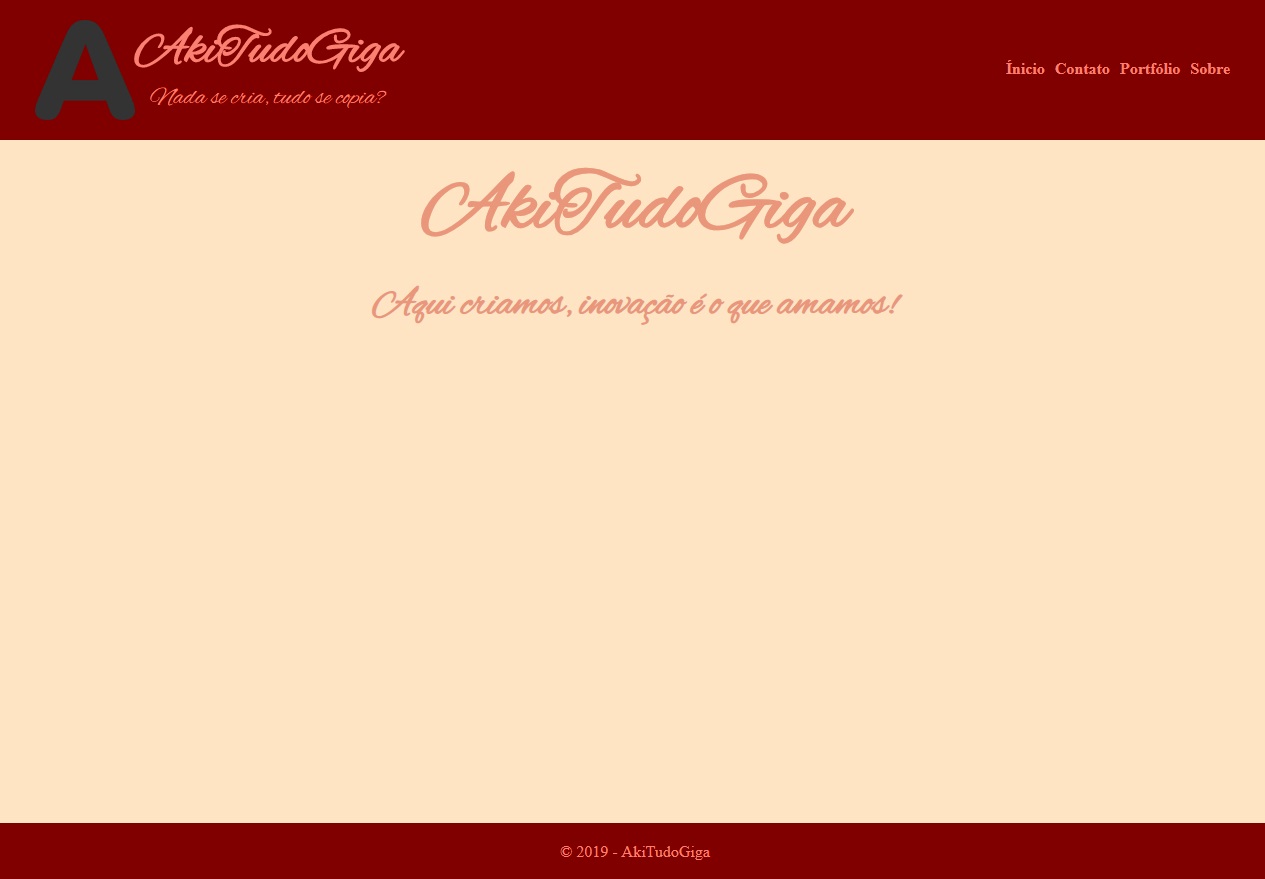 A
AkiTudoGiga
Nada se cria, tudo se copia?
Ínicio Contato Portfólio Sobre
AkiTudoGiga
Aqui criamos, inovação é o que amamos!
© 2019 - AkiTudoGiga